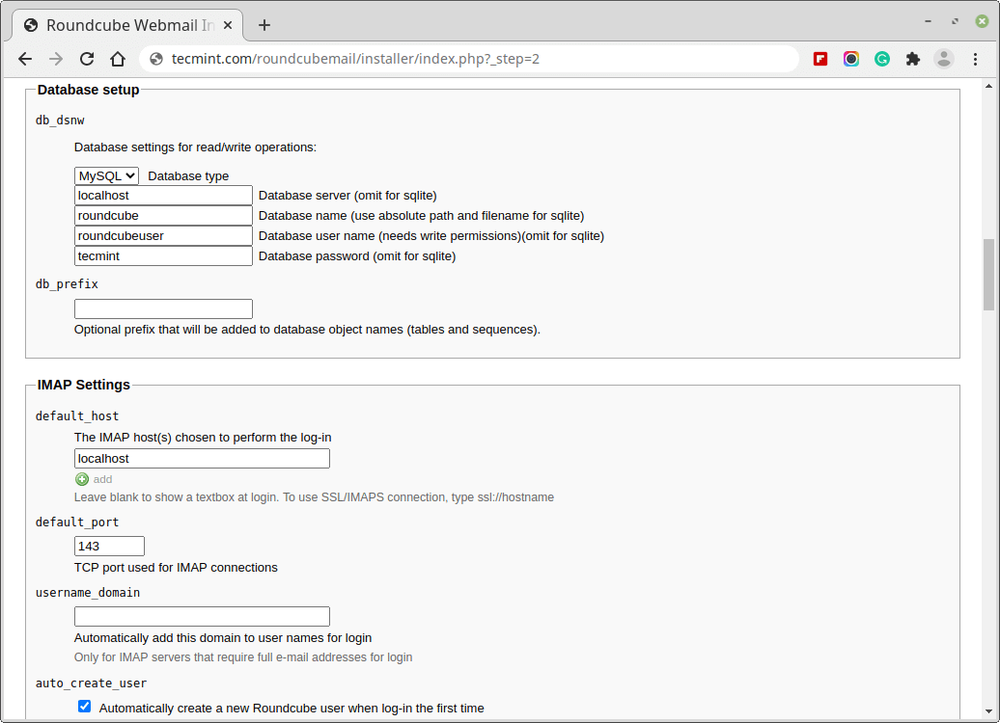 Roundcube Webmail In
tecmint.com/roundcubemail/installer/index.php?_step=2
Database setup
db_dsnw
Database settings for read/write operations:
MySQL Database type
localhost Database server (omit for sqlite)
roundcube Database name (use absolute path and filename for sqlite)
roundcubeuser Database user name (needs write permissions)(omit for sqlite)
tecmint Database password (omit for sqlite)
db_prefix
Optional prefix that will be added to database object names (tables and sequences).
IMAP Settings
default_host
The IMAP host(s) chosen to perform the log-in
localhost
add
Leave blank to show a textbox at login. To use SSL/IMAPS connection, type ssl://hostname
default_port
143
TCP port used for IMAP connections
username_domain
Automatically add this domain to user names for login
Only for IMAP servers that require full e-mail addresses for login
auto_create_user
Automatically create a new Roundcube user when log-in the first time